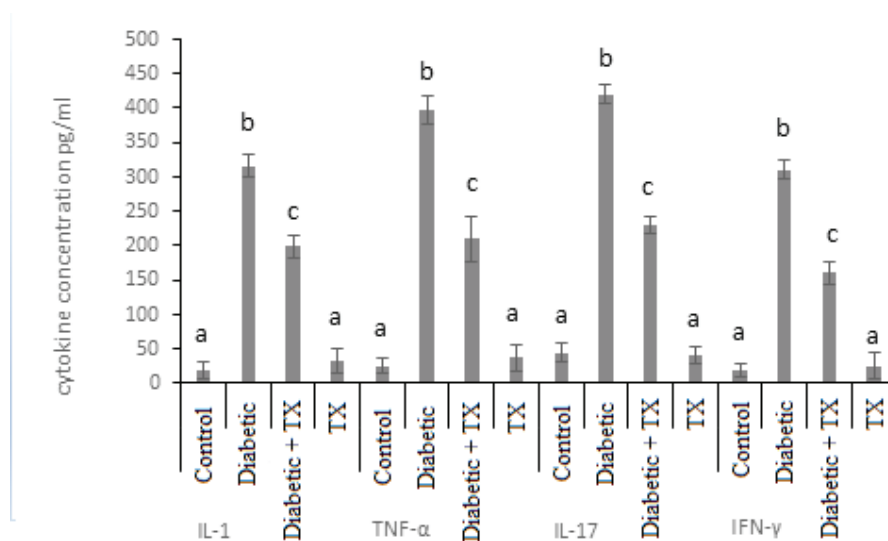 cytokine concentration pg/ml
500
450
400
350
300
250
200
150
100
50
0
a
b
c
a
a
b
c
a
a
b
c
a
a
b
c
a
Control
Diabetic
Diabetic + TX
TX
Control
Diabetic
Diabetic + TX
TX
Control
Diabetic
Diabetic + TX
TX
Control
Diabetic
Diabetic + TX
TX
IL-1
TNF-α
IL-17
IFN-γ